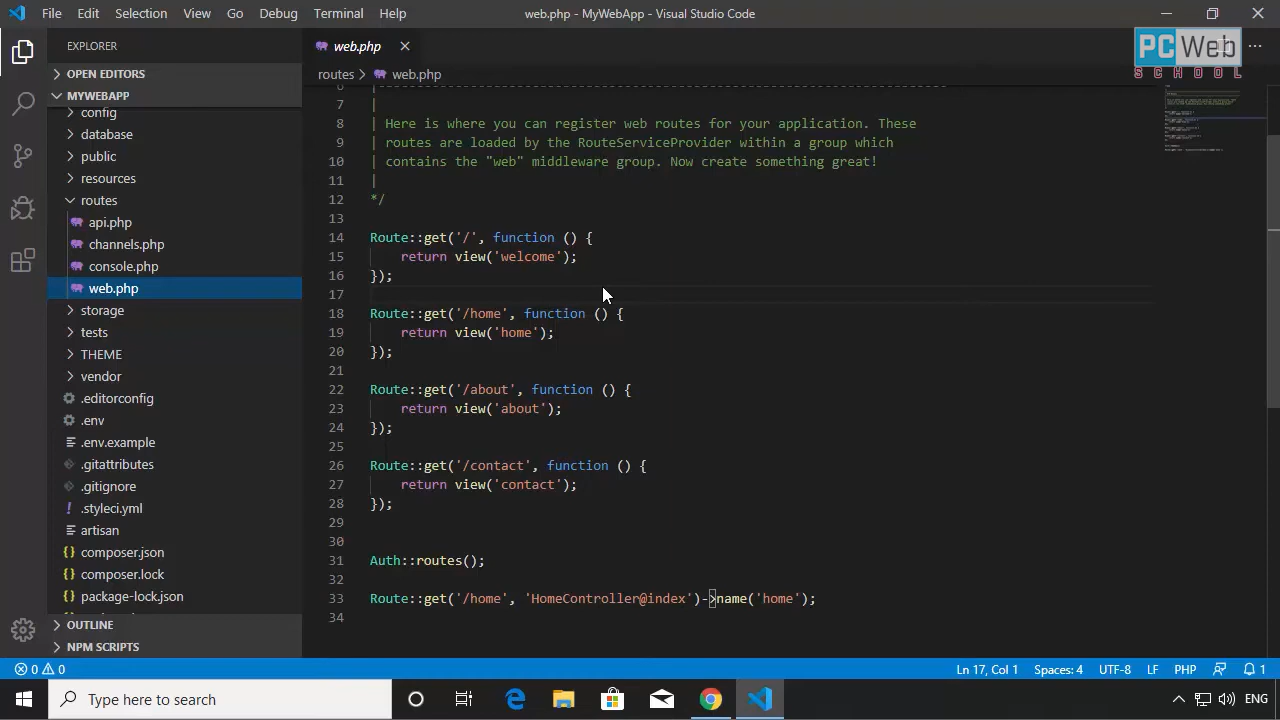 File Edit Selection View Go Debug Terminal Help
web.php - MyWebApp - Visual Studio Code
EXPLORER
OPEN EDITORS
MYWEBAPP
config
database
public
resources
routes
api.php
channels.php
console.php
web.php
storage
tests
THEME
vendor
.editorconfig
.env
.env.example
.gitattributes
.gitignore
.styleci.yml
artisan
composer.json
composer.lock
package-lock.json
OUTLINE
NPM SCRIPTS
web.php
PC Web
SCHOOL
routes > web.php
6 |--------------------------------------------------------------------------
7 |
8 | Here is where you can register web routes for your application. These
9 | routes are loaded by the RouteServiceProvider within a group which
10 | contains the "web" middleware group. Now create something great!
11 |
12 */
13
14 Route::get('/', function () {
15 return view('welcome');
16 });
17
18 Route::get('/home', function () {
19 return view('home');
20 });
21
22 Route::get('/about', function () {
23 return view('about');
24 });
25
26 Route::get('/contact', function () {
27 return view('contact');
28 });
29
30
31 Auth::routes();
32
33 Route::get('/home', 'HomeController@index')->name('home');
34
0 0 Ln 17, Col 1 Spaces: 4 UTF-8 LF PHP 1
Type here to search
ENG